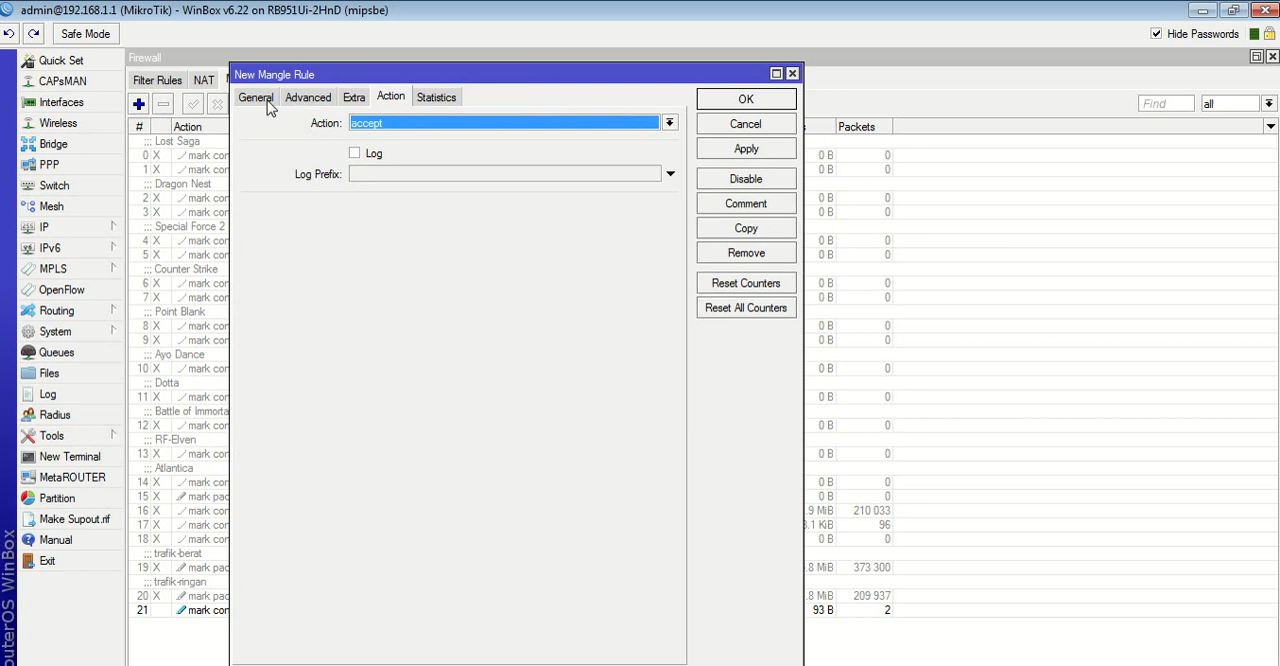 admin@192.168.1.1 (MikroTik) - WinBox v6.22 on RB951Ui-2HnD (mipsbe)
Safe Mode
Hide Passwords
Quick Set
CAPsMAN
Interfaces
Wireless
Bridge
PPP
Switch
Mesh
IP
IPv6
MPLS
OpenFlow
Routing
System
Queues
Files
Log
Radius
Tools
New Terminal
MetaROUTER
Partition
Make Supout.rif
Manual
Exit
RouterOS WinBox
Firewall
Filter Rules NAT
Find all
# Action Packets
;;; Lost Saga
0 X mark con 0 B 0
1 X mark con 0 B 0
;;; Dragon Nest
2 X mark con 0 B 0
3 X mark con 0 B 0
;;; Special Force 2
4 X mark con 0 B 0
5 X mark con 0 B 0
;;; Counter Strike
6 X mark con 0 B 0
7 X mark con 0 B 0
;;; Point Blank
8 X mark con 0 B 0
9 X mark con 0 B 0
;;; Ayo Dance
10 X mark con 0 B 0
;;; Dotta
11 X mark con 0 B 0
;;; Battle of Immorta
12 X mark con 0 B 0
;;; RF-Elven
13 X mark con 0 B 0
;;; Atlantica
14 X mark con 0 B 0
15 X mark pac 0 B 0
16 X mark con .9 MiB 210 033
17 X mark con 3.1 KiB 96
18 X mark con 0 B 0
;;; trafik-berat
19 X mark pac .8 MiB 373 300
;;; trafik-ringan
20 X mark pac .8 MiB 209 937
21 mark con 93 B 2
New Mangle Rule
General Advanced Extra Action Statistics
Action: accept
Log
Log Prefix:
OK
Cancel
Apply
Disable
Comment
Copy
Remove
Reset Counters
Reset All Counters